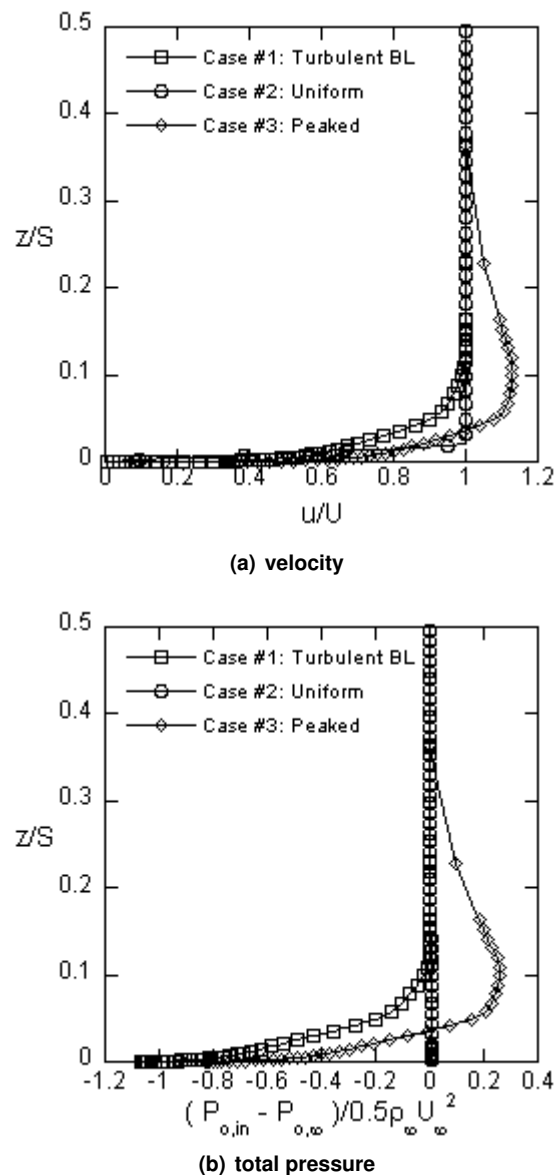 0.5
Case #1: Turbulent BL
Case #2: Uniform
0.4
Case #3: Peaked
0.3
z/S
0.2
0.1
0
0 0.2 0.4 0.6 0.8 1 1.2
u/U
(a) velocity
0.5
Case #1: Turbulent BL
Case #2: Uniform
0.4
Case #3: Peaked
0.3
z/S
0.2
0.1
0
-1.2 -1 -0.8 -0.6 -0.4 -0.2 0 0.2 0.4
(P_{o,in} - P_{o,∞})/0.5ρ_∞U_∞^2
(b) total pressure